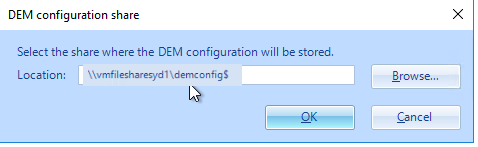 DEM configuration share
Select the share where the DEM configuration will be stored.
Location: \\vmfilesharesyd1\demconfig$ Browse...
OK Cancel